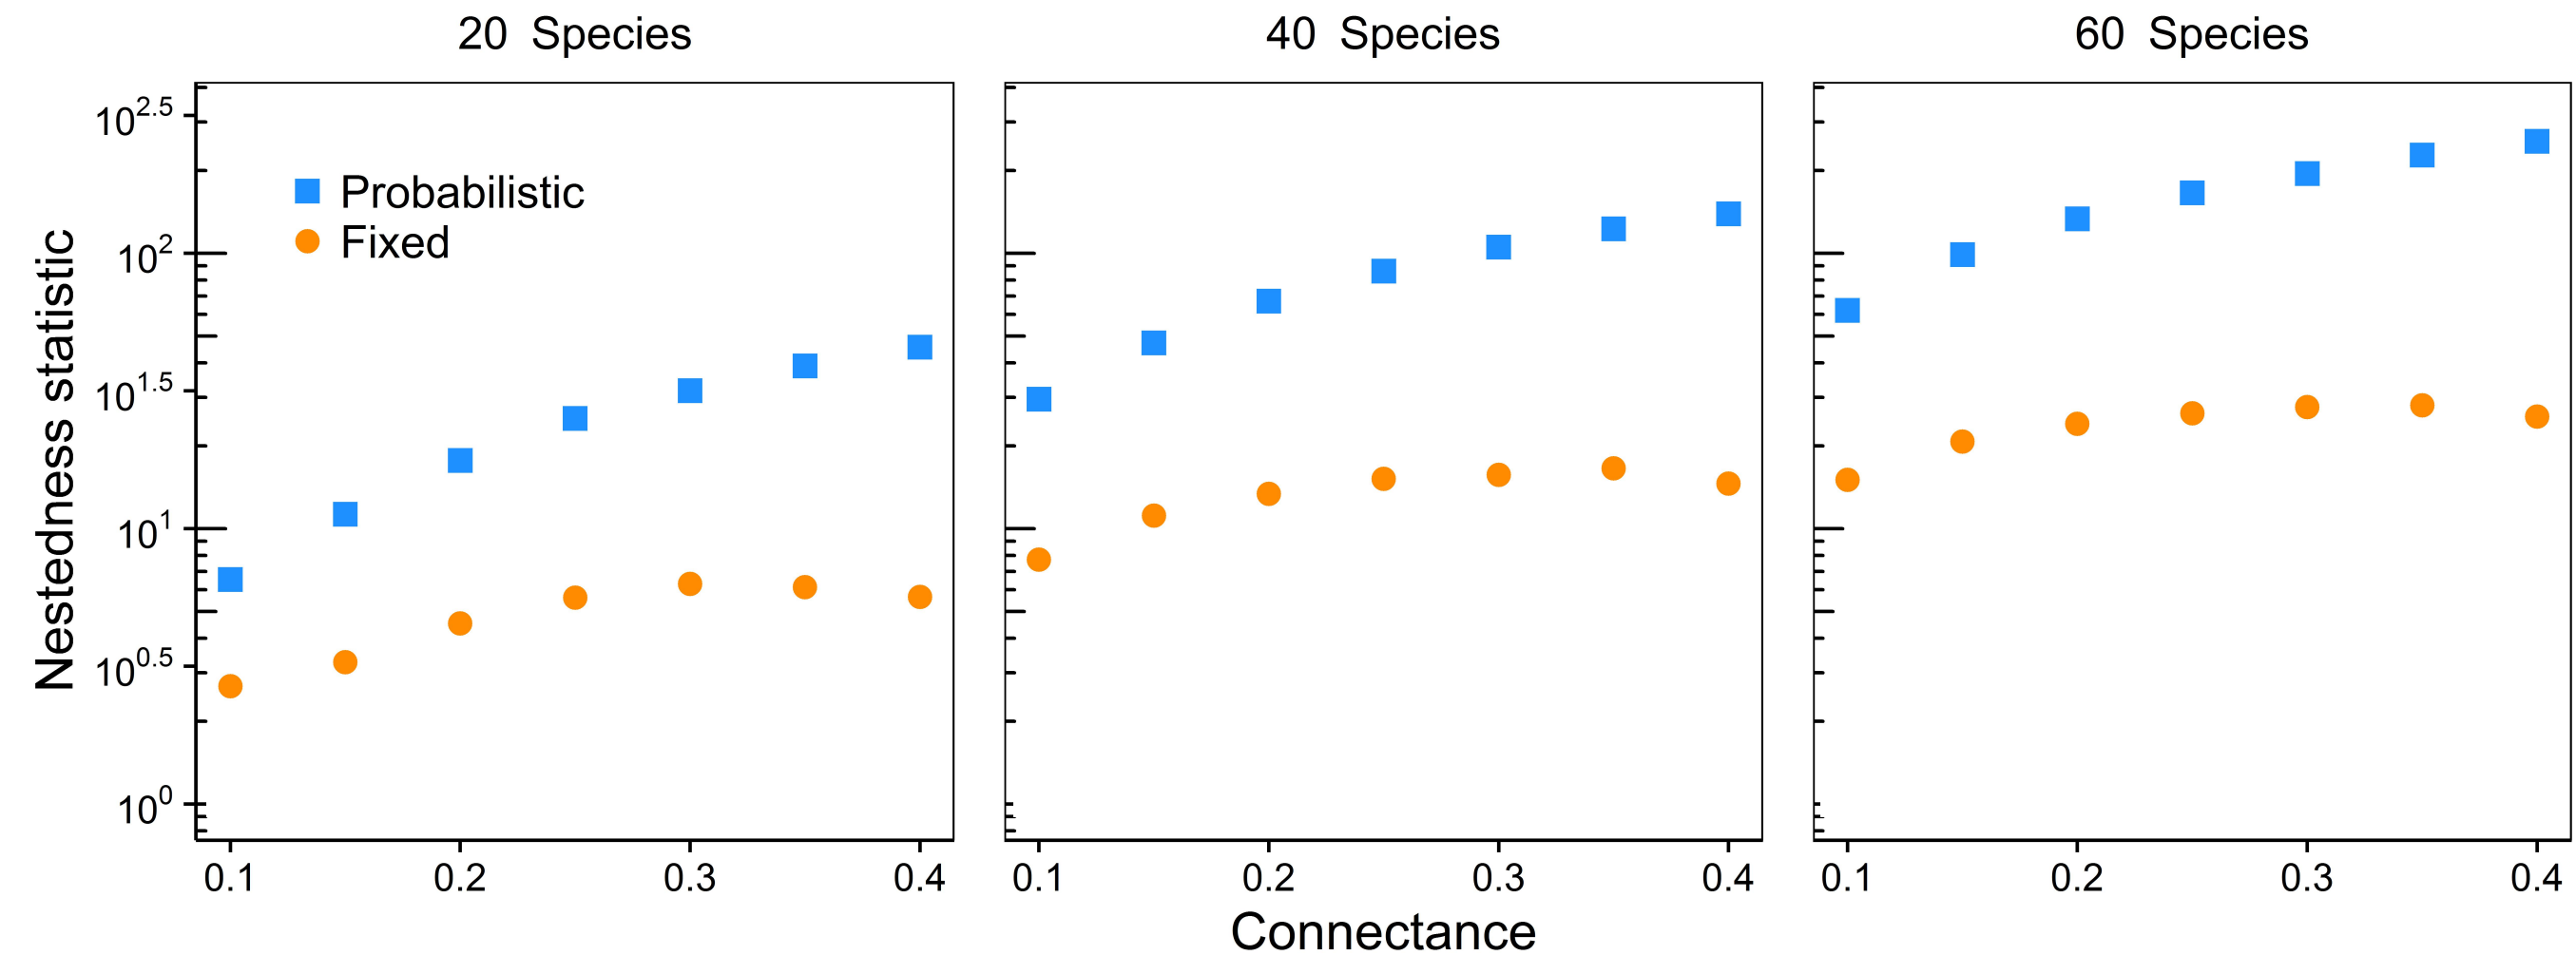 20 Species
40 Species
60 Species
Nestedness statistic
10^2.5
10^2
10^1.5
10^1
10^0.5
10^0
Probabilistic
Fixed
0.1 0.2 0.3 0.4
0.1 0.2 0.3 0.4
0.1 0.2 0.3 0.4
Connectance